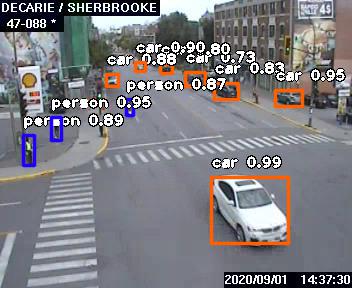 DECARIE / SHERBROOKE
47-088 *
car 0.90
.80
car 0.88
car 0.73
car 0.83
car 0.95
person 0.87
person 0.95
person 0.89
car 0.99
45
2020/09/01 14:37:30